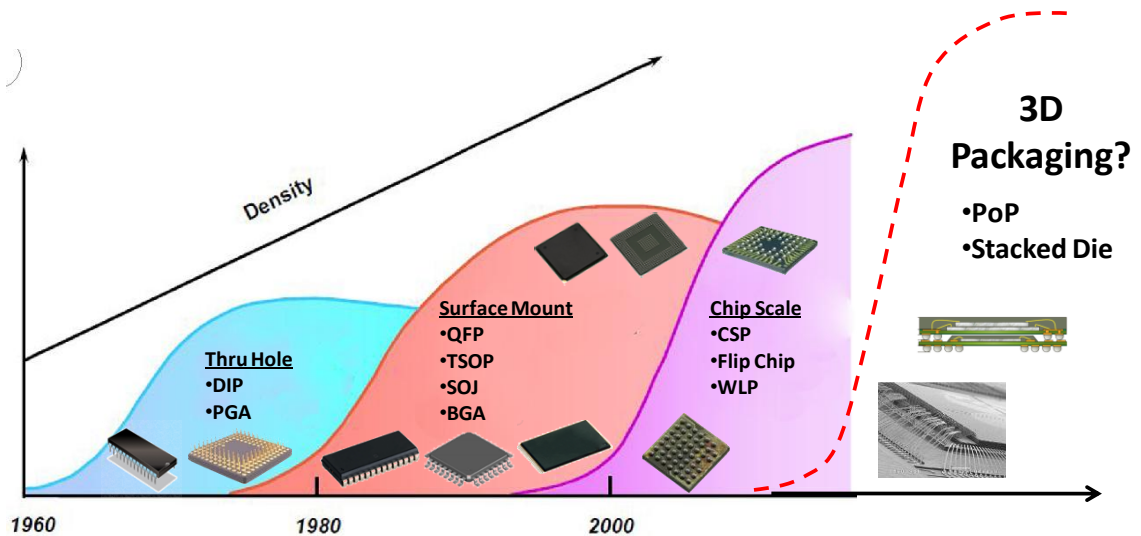 3D
Packaging?
•PoP
•Stacked Die
Density
Surface Mount
•QFP
•TSOP
•SOJ
•BGA
Chip Scale
•CSP
•Flip Chip
•WLP
Thru Hole
•DIP
•PGA
1960
1980
2000